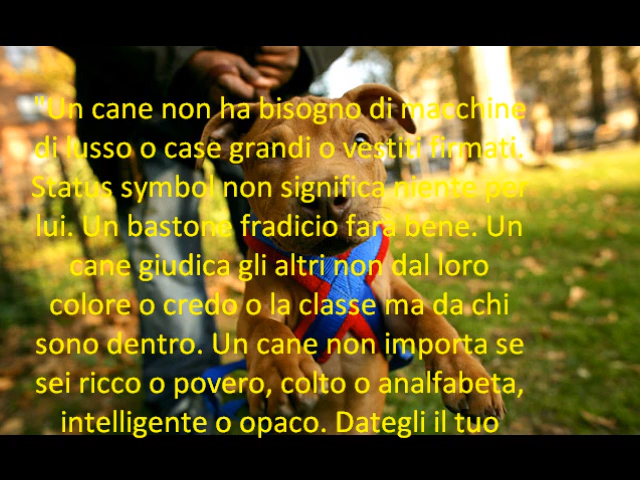 "Un cane non ha bisogno di macchine
di lusso o case grandi o vestiti firmati.
Status symbol non significa niente per
lui. Un bastone fradicio farà bene. Un
cane giudica gli altri non dal loro
colore o credo o la classe ma da chi
sono dentro. Un cane non importa se
sei ricco o povero, colto o analfabeta,
intelligente o opaco. Dategli il tuo